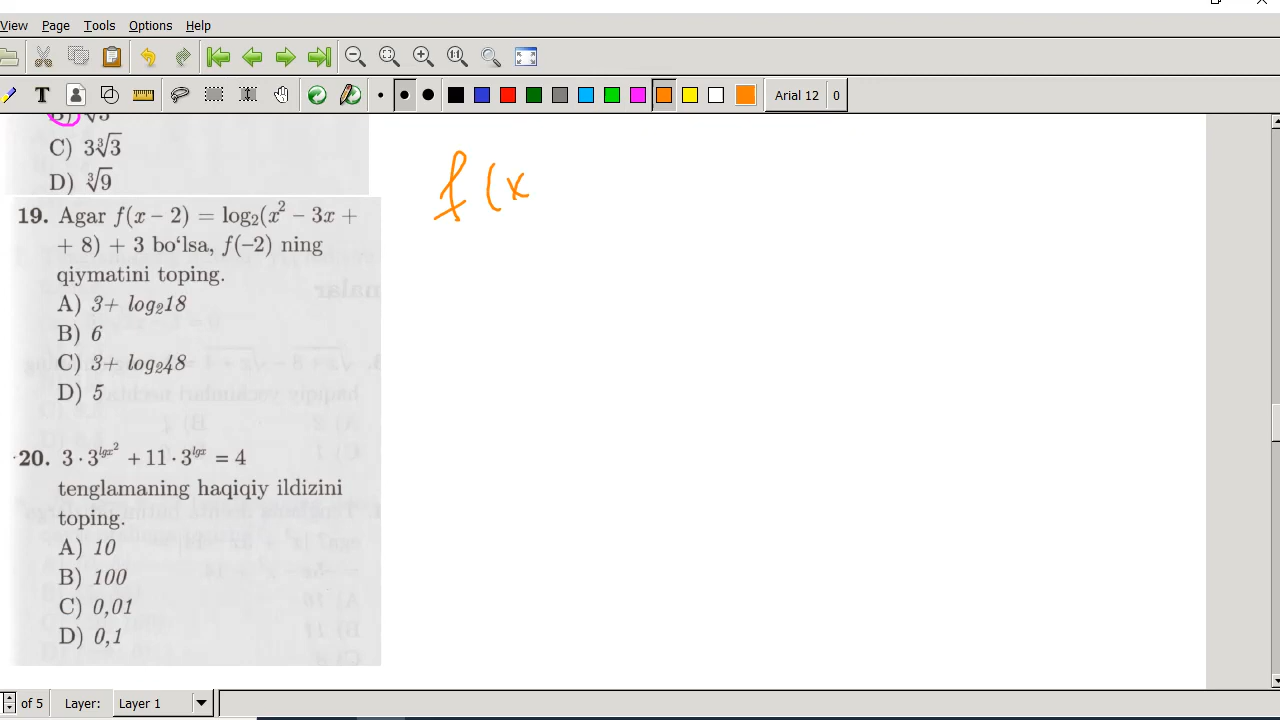 View Page Tools Options Help
T Arial 12 0
B) √3
C) 3∛3
D) ∛9
19. Agar f(x − 2) = log₂(x² − 3x +
+ 8) + 3 bo‘lsa, f(−2) ning
qiymatini toping.
A) 3+ log₂18
B) 6
C) 3+ log₂48
D) 5
20. 3 · 3^{lgx²} + 11 · 3^{lgx} = 4
tenglamaning haqiqiy ildizini
toping.
A) 10
B) 100
C) 0,01
D) 0,1
f (x
of 5 Layer: Layer 1